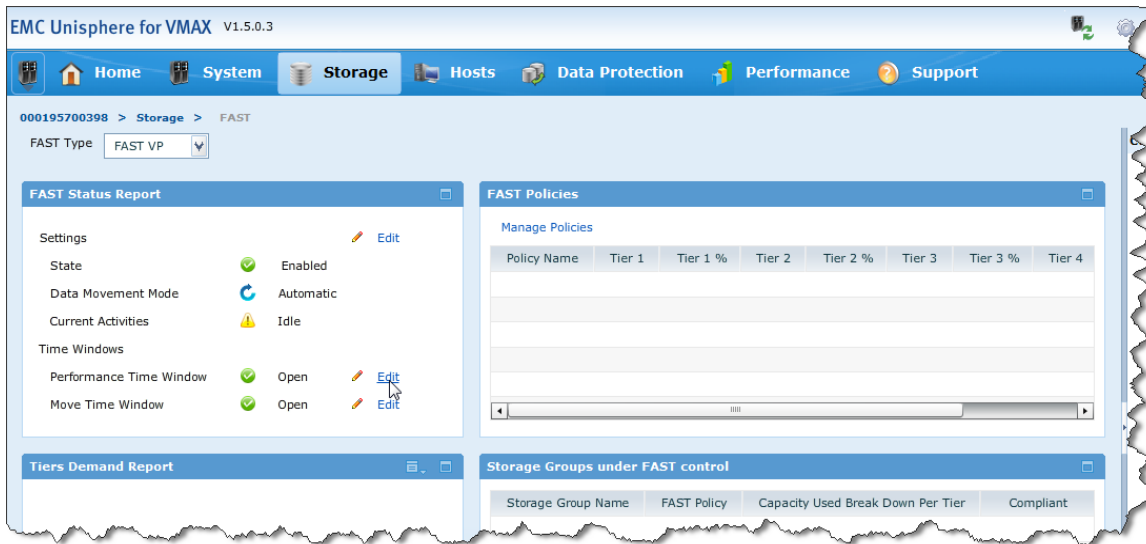 EMC Unisphere for VMAX V1.5.0.3
Home System Storage Hosts Data Protection Performance Support
000195700398 > Storage > FAST
FAST Type FAST VP
FAST Status Report
Settings Edit
State Enabled
Data Movement Mode Automatic
Current Activities Idle
Time Windows
Performance Time Window Open Edit
Move Time Window Open Edit
FAST Policies
Manage Policies
Policy Name Tier 1 Tier 1 % Tier 2 Tier 2 % Tier 3 Tier 3 % Tier 4
Tiers Demand Report
Storage Groups under FAST control
Storage Group Name FAST Policy Capacity Used Break Down Per Tier Compliant